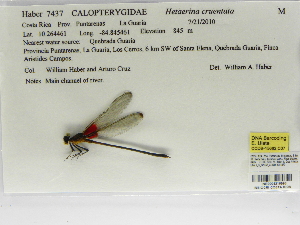 Haber 7437 CALOPTERYGIDAE Hetaerina cruentata M
Costa Rica Prov Puntarenas La Guaria 7/21/2010
Lat 10.264461 Long -84.845461 Elevation 845 m
Nearest water source: Quebrada Guaria
Provincia Puntarenas, La Guaria, Los Cerros. 6 km SW of Santa Elena, Quebrada Guaria, Finca
Aristides Campos.
Col: William Haber and Arturo Cruz Det. William A. Haber
Notes: Main channel of river.
DNA Barcoding